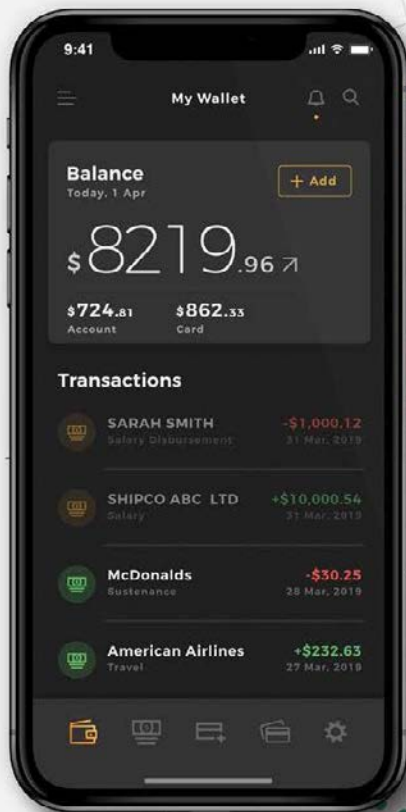 9:41
My Wallet
Balance
+ Add
Today, 1 Apr
$8219.96
$724.81 $862.33
Account Card
Transactions
SARAH SMITH -$1,000.12
Salary Disbursement 31 Mar, 2019
SHIPCO ABC LTD +$10,000.54
Salary 31 Mar, 2019
McDonalds -$30.25
Sustenance 28 Mar, 2019
American Airlines +$232.63
Travel 27 Mar, 2019